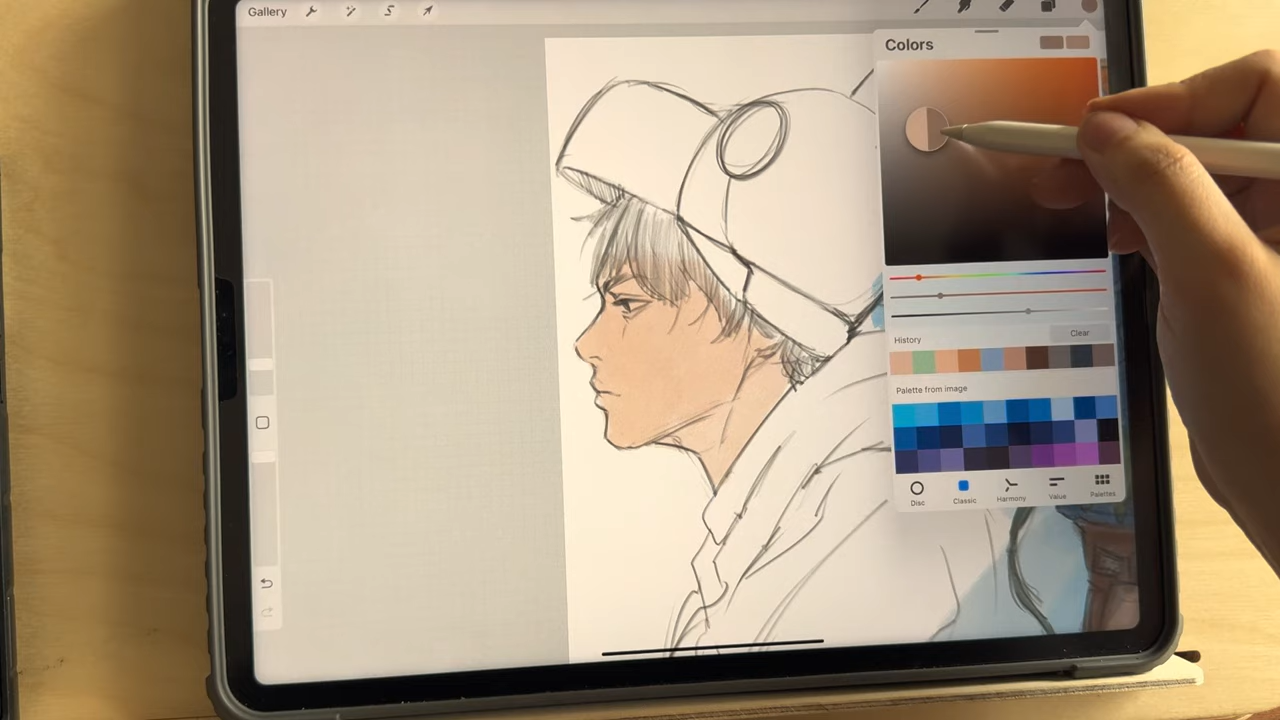 Gallery
Colors
History
Clear
Palette from image
Disc
Classic
Harmony
Value
Palettes